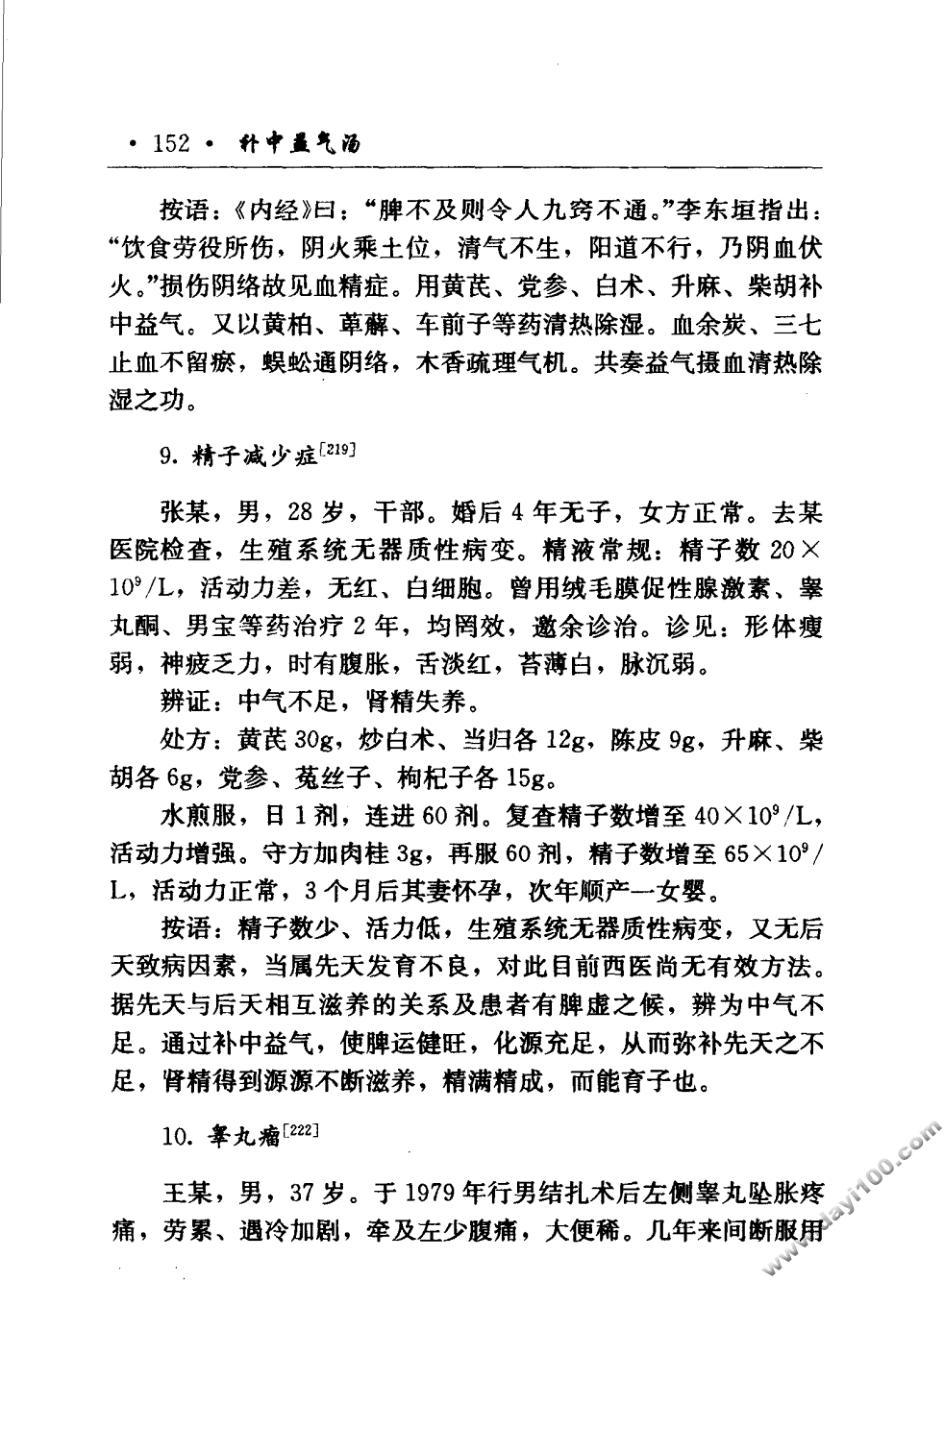 ·152· 补中益气汤
按语：《内经》曰：“脾不及则令人九窍不通。”李东垣指出：
“饮食劳役所伤，阴火乘土位，清气不生，阳道不行，乃阴血伏
火。”损伤阴络故见血精症。用黄芪、党参、白术、升麻、柴胡补
中益气。又以黄柏、萆薢、车前子等药清热除湿。血余炭、三七
止血不留瘀，蜈蚣通阴络，木香疏理气机。共奏益气摄血清热除
湿之功。
9. 精子减少症[219]
张某，男，28 岁，干部。婚后 4 年无子，女方正常。去某
医院检查，生殖系统无器质性病变。精液常规：精子数 20×
10⁹/L，活动力差，无红、白细胞。曾用绒毛膜促性腺激素、睾
丸酮、男宝等药治疗 2 年，均罔效，邀余诊治。诊见：形体瘦
弱，神疲乏力，时有腹胀，舌淡红，苔薄白，脉沉弱。
辨证：中气不足，肾精失养。
处方：黄芪 30g，炒白术、当归各 12g，陈皮 9g，升麻、柴
胡各 6g，党参、菟丝子、枸杞子各 15g。
水煎服，日 1 剂，连进 60 剂。复查精子数增至 40×10⁹/L，
活动力增强。守方加肉桂 3g，再服 60 剂，精子数增至 65×10⁹/
L，活动力正常，3 个月后其妻怀孕，次年顺产一女婴。
按语：精子数少、活力低，生殖系统无器质性病变，又无后
天致病因素，当属先天发育不良，对此目前西医尚无有效方法。
据先天与后天相互滋养的关系及患者有脾虚之候，辨为中气不
足。通过补中益气，使脾运健旺，化源充足，从而弥补先天之不
足，肾精得到源源不断滋养，精满精成，而能育子也。
10. 睾丸瘤[222]
王某，男，37 岁。于 1979 年行男结扎术后左侧睾丸坠胀疼
痛，劳累、遇冷加剧，牵及左少腹痛，大便稀。几年来间断服用
www.dayi100.com